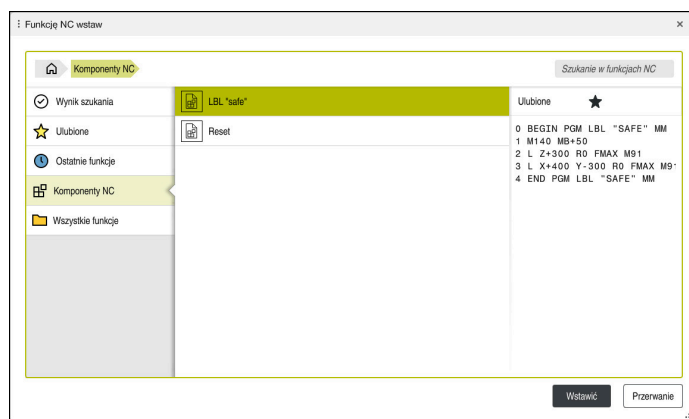 Funkcję NC wstaw
Komponenty NC
Szukanie w funkcjach NC
Wynik szukania
Ulubione
Ostatnie funkcje
Komponenty NC
Wszystkie funkcje
LBL "safe"
Reset
Ulubione
0 BEGIN PGM LBL "SAFE" MM
1 M140 MB+50
2 L Z+300 R0 FMAX M91
3 L X+400 Y-300 R0 FMAX M91
4 END PGM LBL "SAFE" MM
Wstawić
Przerwanie